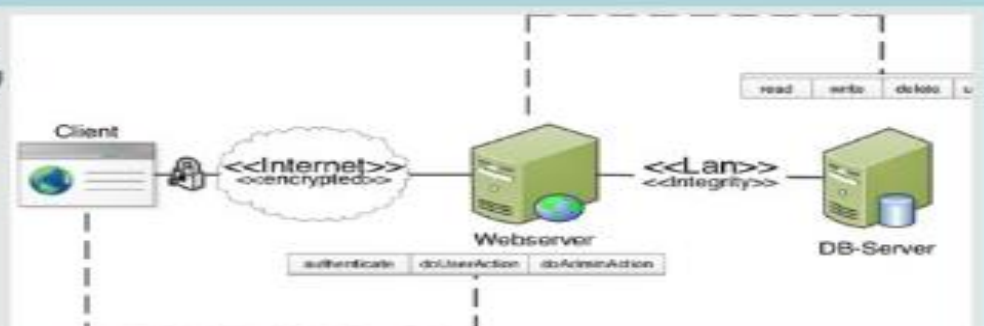 read write delete
Client
<<Internet>>
<<encrypted>>
<<Lan>>
<<Integrity>>
Webserver
DB-Server
authenticate doUserAction doAdminAction